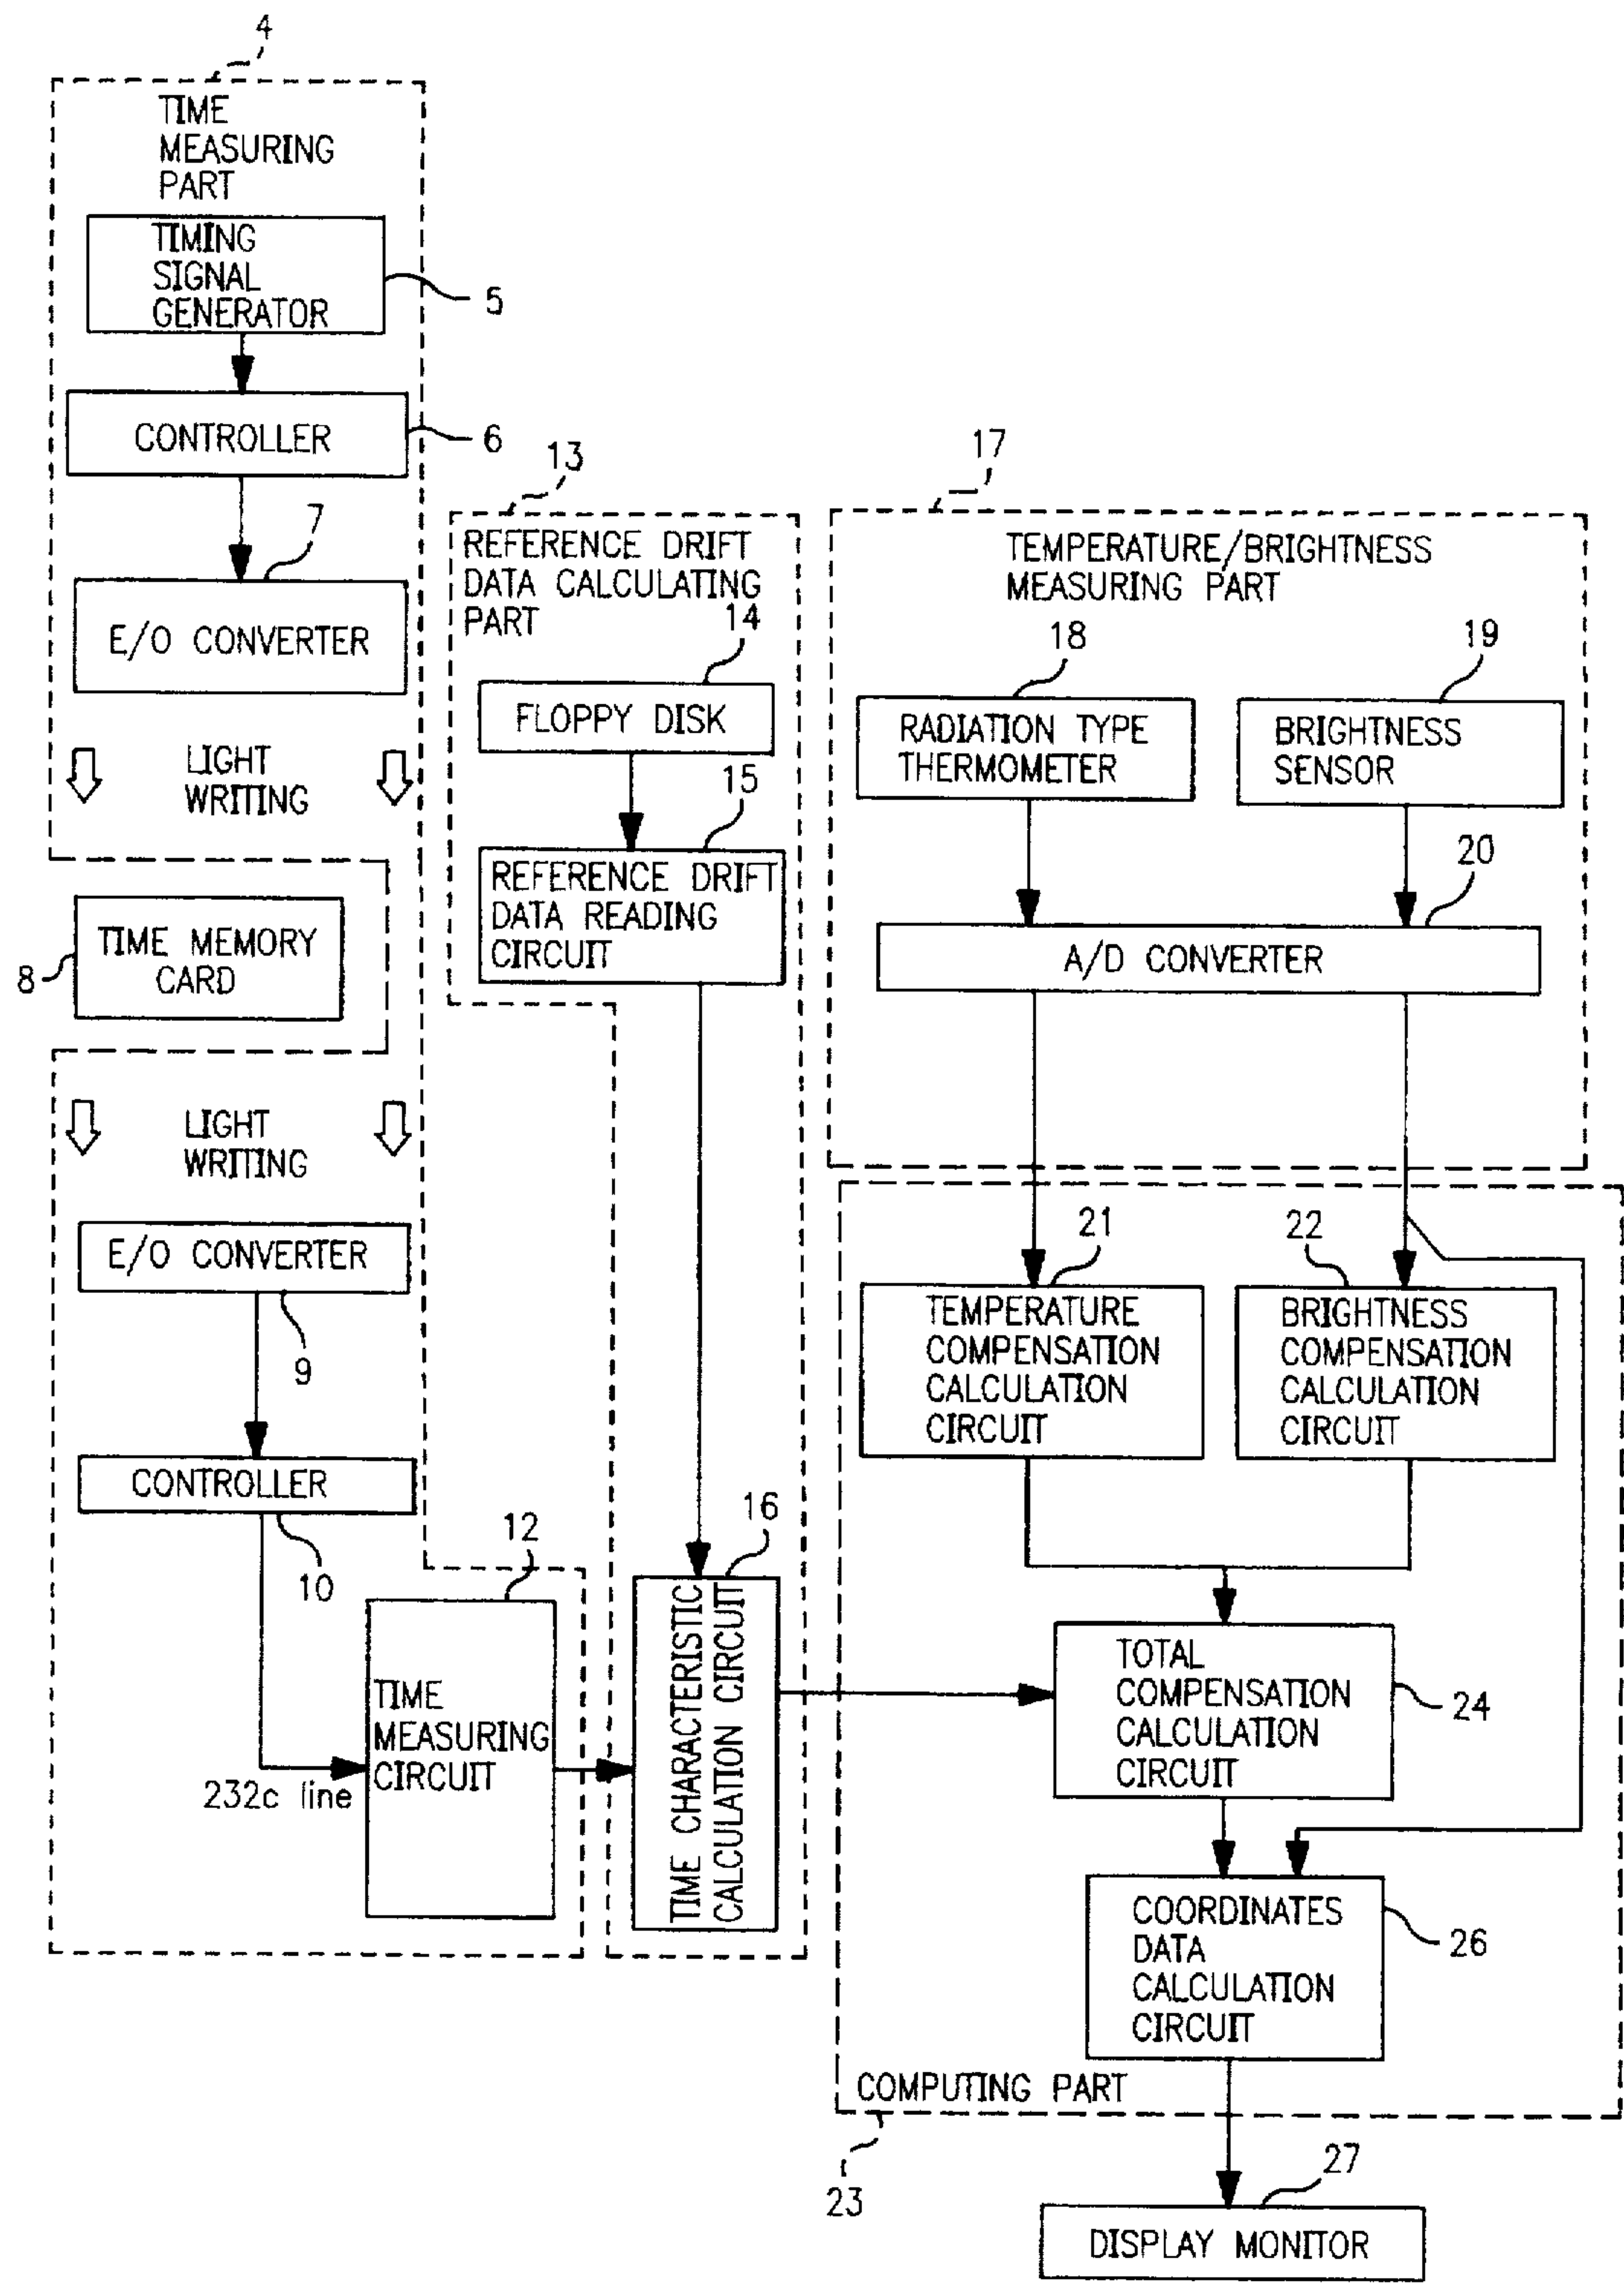 4
TIME
MEASURING
PART
TIMING
SIGNAL
GENERATOR
5
CONTROLLER
6
7
E/O CONVERTER
LIGHT
WRITING
8
TIME MEMORY
CARD
LIGHT
WRITING
E/O CONVERTER
9
CONTROLLER
10
232c line
12
TIME
MEASURING
CIRCUIT
13
REFERENCE DRIFT
DATA CALCULATING
PART
14
FLOPPY DISK
15
REFERENCE DRIFT
DATA READING
CIRCUIT
16
TIME CHARACTERISTIC
CALCULATION CIRCUIT
17
TEMPERATURE/BRIGHTNESS
MEASURING PART
18
RADIATION TYPE
THERMOMETER
19
BRIGHTNESS
SENSOR
20
A/D CONVERTER
21
TEMPERATURE
COMPENSATION
CALCULATION
CIRCUIT
22
BRIGHTNESS
COMPENSATION
CALCULATION
CIRCUIT
TOTAL
COMPENSATION
CALCULATION
CIRCUIT
24
COORDINATES
DATA
CALCULATION
CIRCUIT
26
COMPUTING PART
23
27
DISPLAY MONITOR